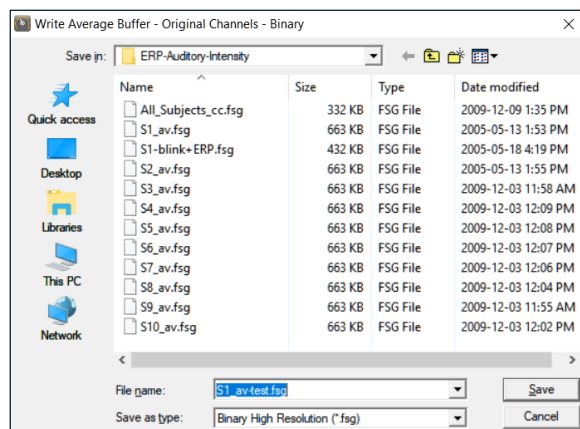 Write Average Buffer - Original Channels - Binary
Save in: ERP-Auditory-Intensity
Name Size Type Date modified
All_Subjects_cc.fsg 332 KB FSG File 2009-12-09 1:35 PM
S1_av.fsg 663 KB FSG File 2005-05-13 1:53 PM
S1-blink+ERP.fsg 432 KB FSG File 2005-05-18 4:19 PM
S2_av.fsg 663 KB FSG File 2005-05-13 1:55 PM
S3_av.fsg 663 KB FSG File 2009-12-03 11:58 AM
S4_av.fsg 663 KB FSG File 2009-12-03 12:09 PM
S5_av.fsg 663 KB FSG File 2009-12-03 12:08 PM
S6_av.fsg 663 KB FSG File 2009-12-03 12:07 PM
S7_av.fsg 663 KB FSG File 2009-12-03 12:06 PM
S8_av.fsg 663 KB FSG File 2009-12-03 12:04 PM
S9_av.fsg 663 KB FSG File 2009-12-03 11:55 AM
S10_av.fsg 663 KB FSG File 2009-12-03 12:02 PM
Quick access
Desktop
Libraries
This PC
Network
File name: S1_av-test.fsg Save
Save as type: Binary High Resolution (*.fsg) Cancel